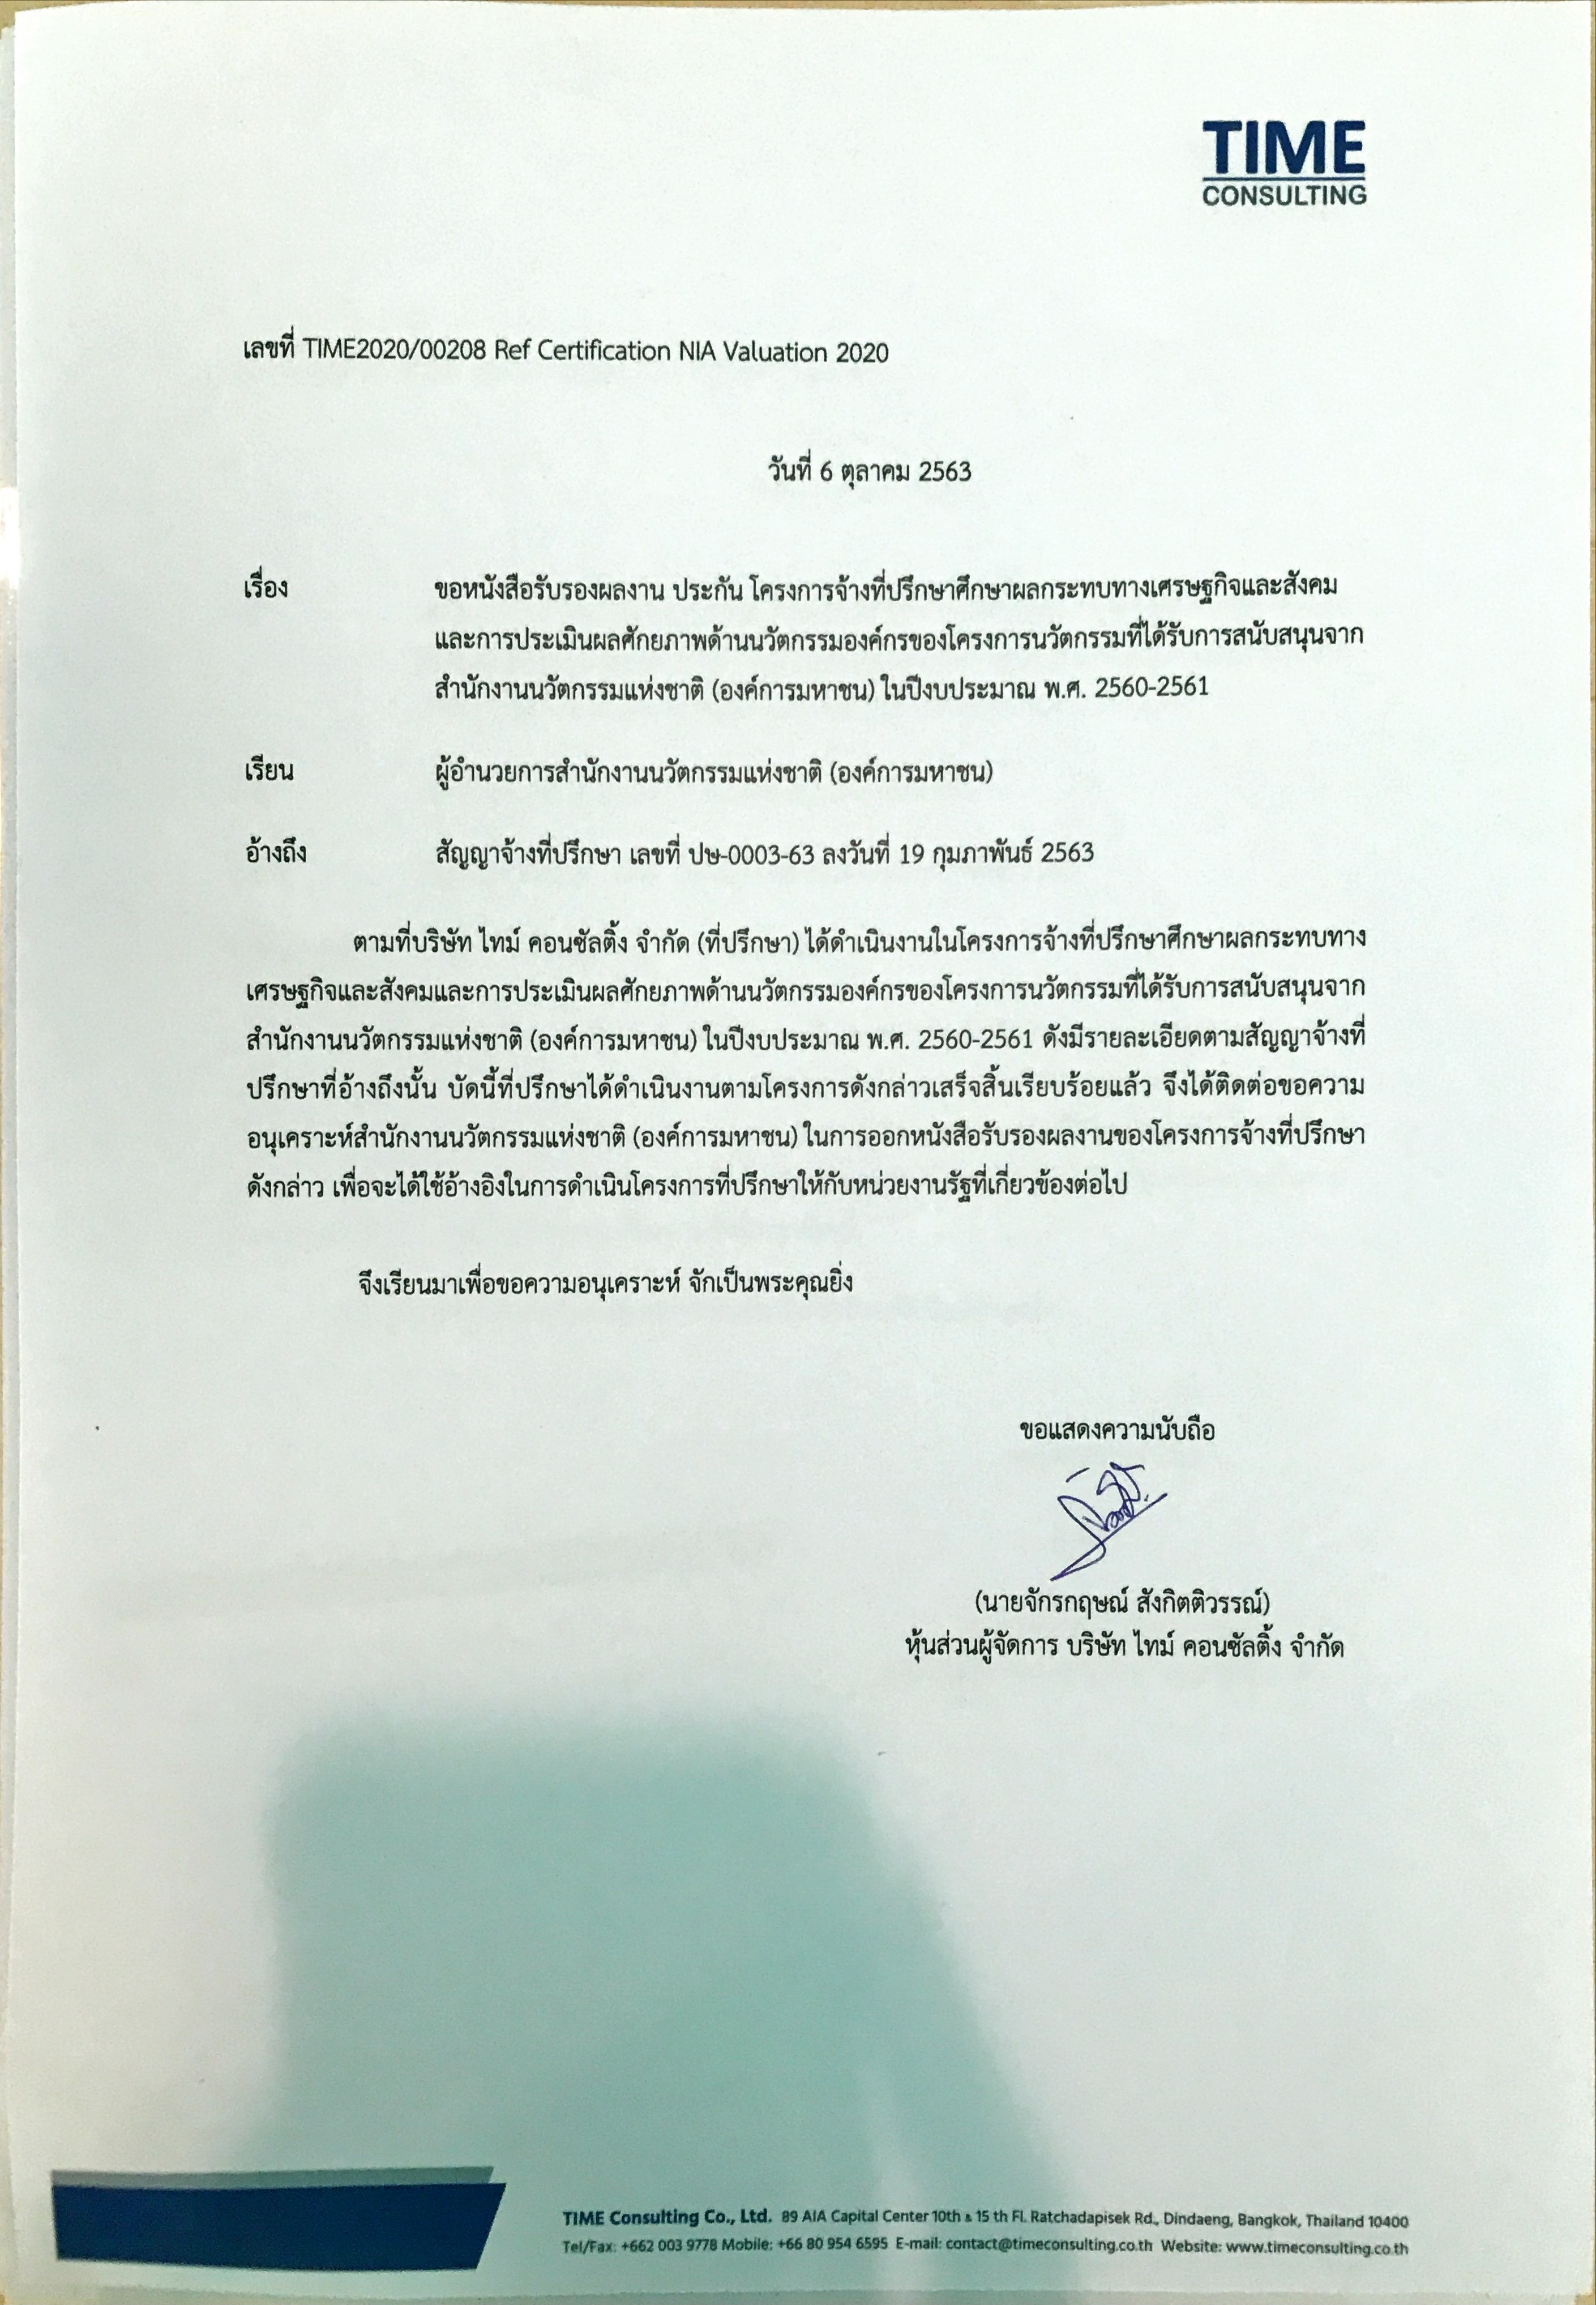 TIME
CONSULTING
เลขที่ TIME2020/00208 Ref Certification NIA Valuation 2020
วันที่ 6 ตุลาคม 2563
เรื่อง ขอหนังสือรับรองผลงาน ประกัน โครงการจ้างที่ปรึกษาศึกษาผลกระทบทางเศรษฐกิจและสังคม
และการประเมินผลศักยภาพด้านนวัตกรรมองค์กรของโครงการนวัตกรรมที่ได้รับการสนับสนุนจาก
สำนักงานนวัตกรรมแห่งชาติ (องค์การมหาชน) ในปีงบประมาณ พ.ศ. 2560-2561
เรียน ผู้อำนวยการสำนักงานนวัตกรรมแห่งชาติ (องค์การมหาชน)
อ้างถึง สัญญาจ้างที่ปรึกษา เลขที่ ปษ-0003-63 ลงวันที่ 19 กุมภาพันธ์ 2563
ตามที่บริษัท ไทม์ คอนซัลติ้ง จำกัด (ที่ปรึกษา) ได้ดำเนินงานในโครงการจ้างที่ปรึกษาศึกษาผลกระทบทาง
เศรษฐกิจและสังคมและการประเมินผลศักยภาพด้านนวัตกรรมองค์กรของโครงการนวัตกรรมที่ได้รับการสนับสนุนจาก
สำนักงานนวัตกรรมแห่งชาติ (องค์การมหาชน) ในปีงบประมาณ พ.ศ. 2560-2561 ดังมีรายละเอียดตามสัญญาจ้างที่
ปรึกษาที่อ้างถึงนั้น บัดนี้ที่ปรึกษาได้ดำเนินงานตามโครงการดังกล่าวเสร็จสิ้นเรียบร้อยแล้ว จึงได้ติดต่อขอความ
อนุเคราะห์สำนักงานนวัตกรรมแห่งชาติ (องค์การมหาชน) ในการออกหนังสือรับรองผลงานของโครงการจ้างที่ปรึกษา
ดังกล่าว เพื่อจะได้ใช้อ้างอิงในการดำเนินโครงการที่ปรึกษาให้กับหน่วยงานรัฐที่เกี่ยวข้องต่อไป
จึงเรียนมาเพื่อขอความอนุเคราะห์ จักเป็นพระคุณยิ่ง
ขอแสดงความนับถือ
(นายจักรกฤษณ์ สังกิตติวรรณ์)
หุ้นส่วนผู้จัดการ บริษัท ไทม์ คอนซัลติ้ง จำกัด
TIME Consulting Co., Ltd. 89 AIA Capital Center 10th & 15 th Fl. Ratchadapisek Rd., Dindaeng, Bangkok, Thailand 10400
Tel/Fax: +662 003 9778 Mobile: +66 80 954 6595 E-mail: contact@timeconsulting.co.th Website: www.timeconsulting.co.th